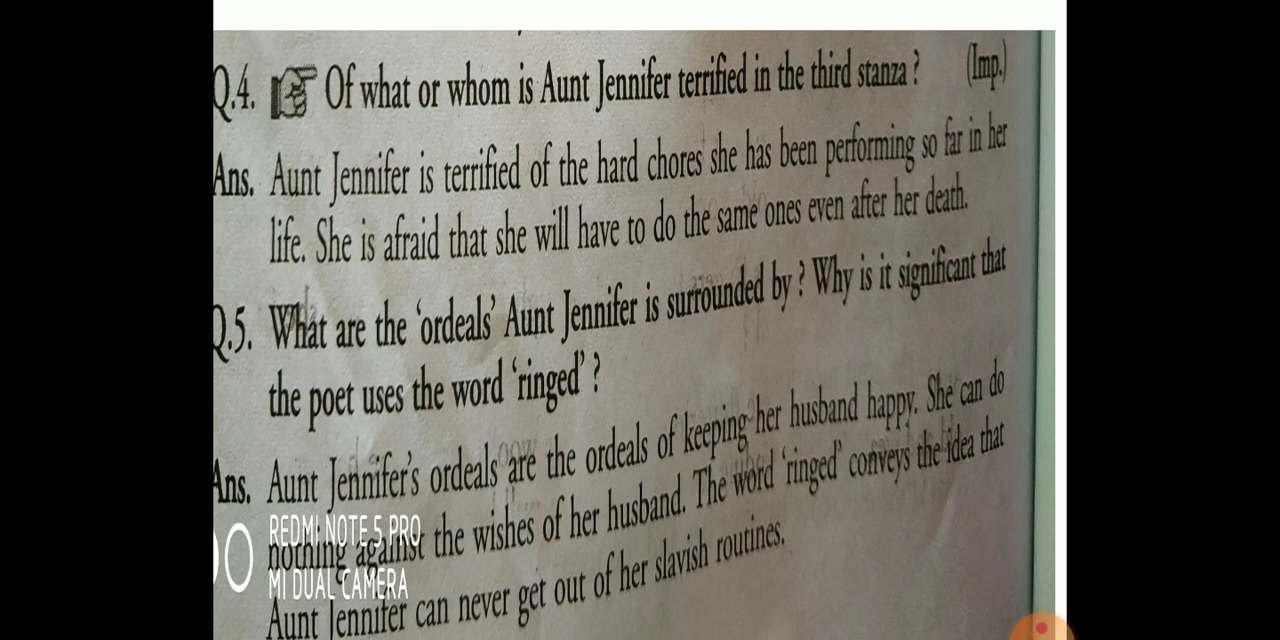 Q.4. Of what or whom is Aunt Jennifer terrified in the third stanza ? (Imp.)
Ans. Aunt Jennifer is terrified of the hard chores she has been performing so far in her
life. She is afraid that she will have to do the same ones even after her death.
Q.5. What are the ‘ordeals’ Aunt Jennifer is surrounded by ? Why is it significant that
the poet uses the word ‘ringed’ ?
Ans. Aunt Jennifer’s ordeals are the ordeals of keeping her husband happy. She can do
nothing against the wishes of her husband. The word ‘ringed’ conveys the idea that
Aunt Jennifer can never get out of her slavish routines.
REDMI NOTE 5 PRO
MI DUAL CAMERA